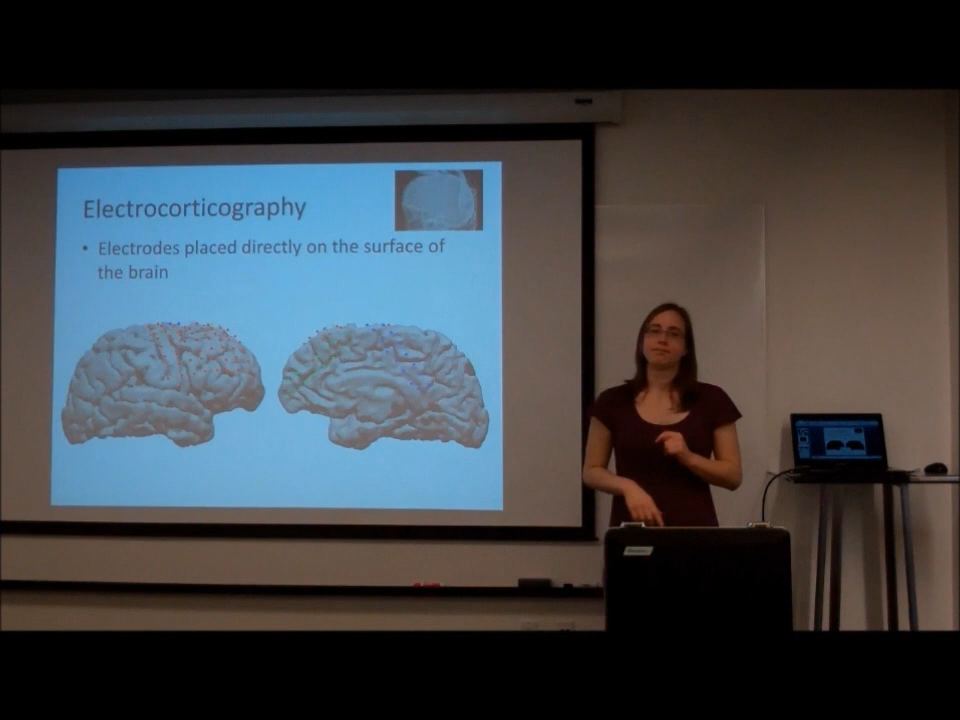 Electrocorticography
• Electrodes placed directly on the surface of
the brain